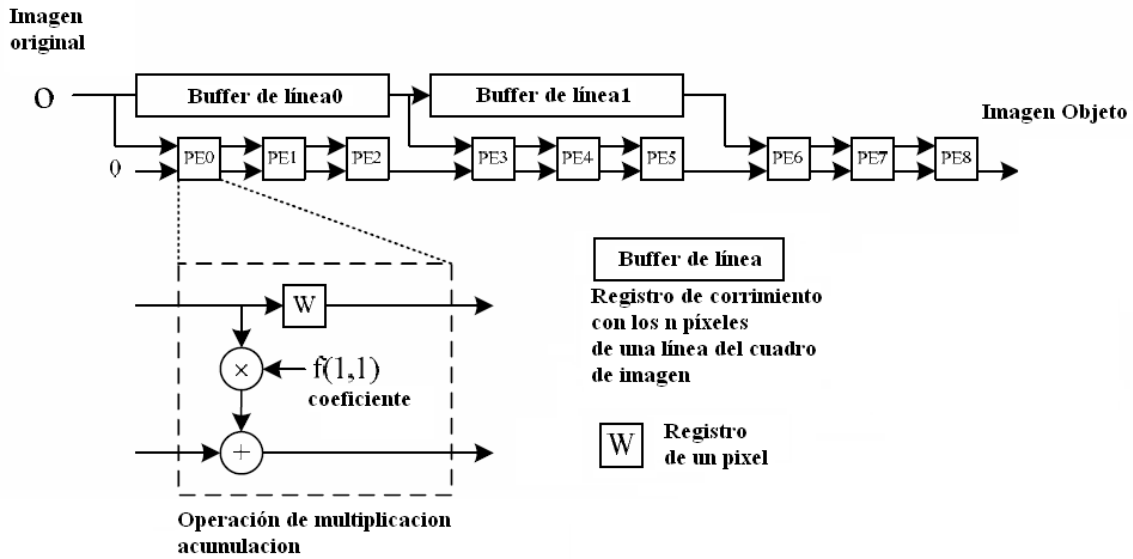 Imagen
original
O
Buffer de línea0
Buffer de línea1
Imagen Objeto
0
PE0
PE1
PE2
PE3
PE4
PE5
PE6
PE7
PE8
W
×
f(1,1)
coeficiente
+
Operación de multiplicacion
acumulacion
Buffer de línea
Registro de corrimiento
con los n píxeles
de una línea del cuadro
de imagen
W
Registro
de un pixel